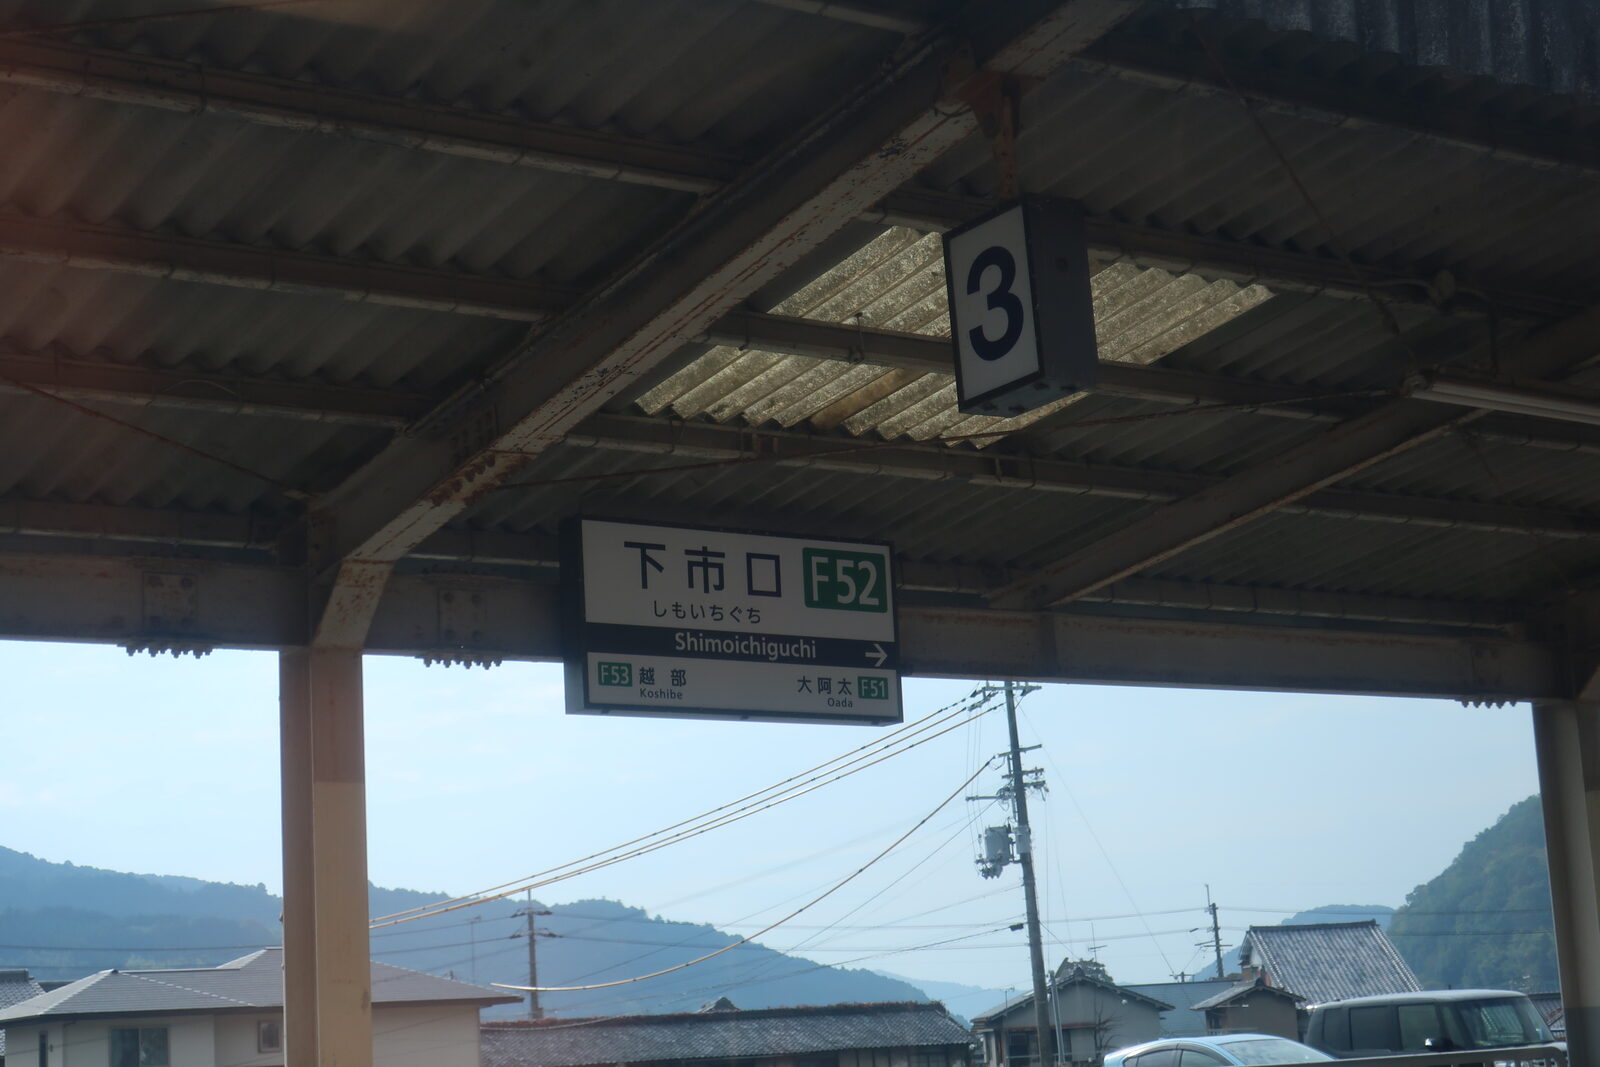 3
下市口 F52
しもいちぐち
Shimoichiguchi →
F53 越部 大阿太 F51
Koshibe Oada